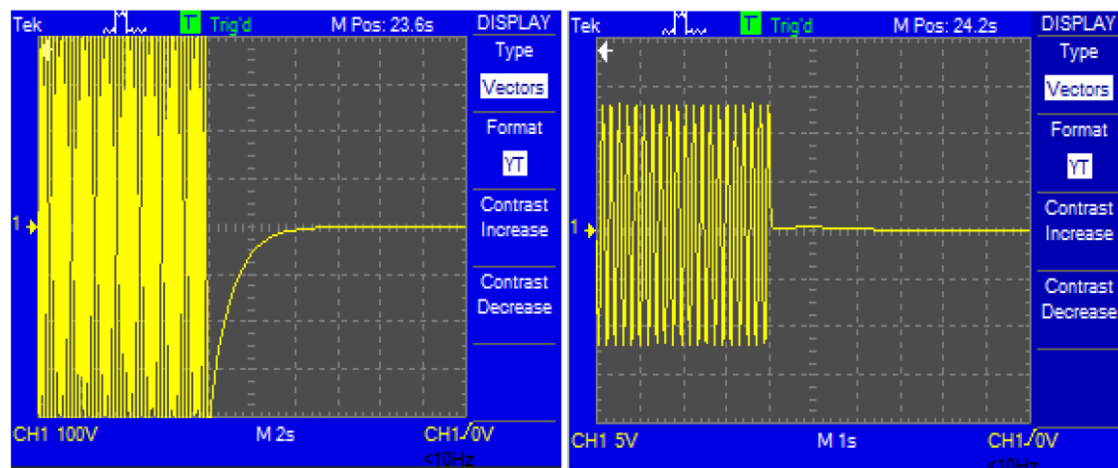 Tek T Trig'd M Pos: 23.6s DISPLAY
Type
Vectors
Format
YT
1
Contrast
Increase
Contrast
Decrease
CH1 100V M 2s CH1/0V
<10Hz
Tek T Trig'd M Pos: 24.2s DISPLAY
Type
Vectors
Format
YT
1
Contrast
Increase
Contrast
Decrease
CH1 5V M 1s CH1/0V
<10Hz